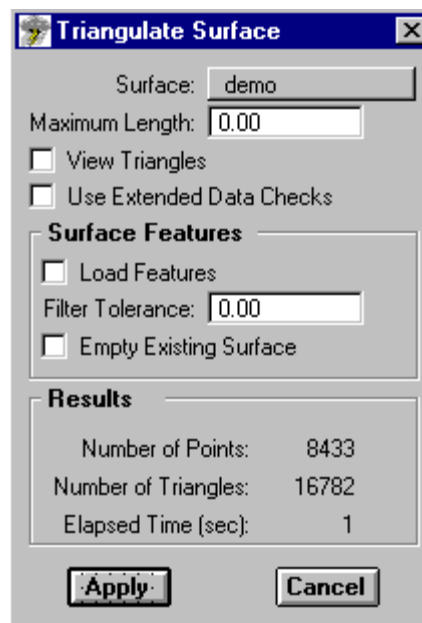 Triangulate Surface
Surface: demo
Maximum Length: 0.00
View Triangles
Use Extended Data Checks
Surface Features
Load Features
Filter Tolerance: 0.00
Empty Existing Surface
Results
Number of Points: 8433
Number of Triangles: 16782
Elapsed Time (sec): 1
Apply Cancel